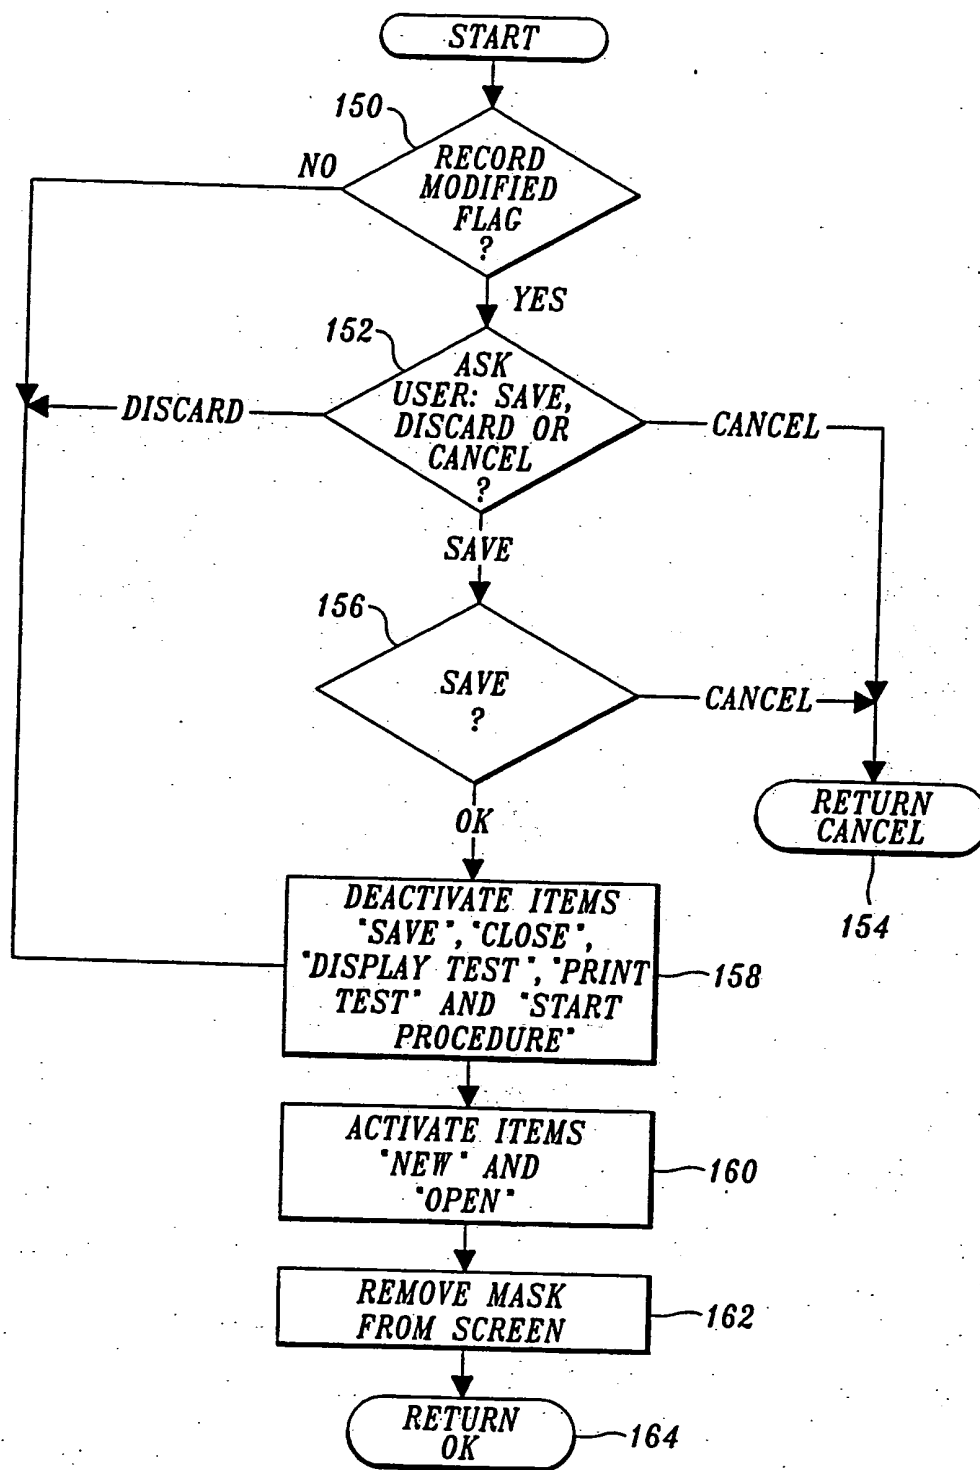 START
150
NO
RECORD
MODIFIED
FLAG
?
YES
152
ASK
USER: SAVE,
DISCARD OR
CANCEL
?
DISCARD
CANCEL
SAVE
156
SAVE
?
CANCEL
OK
RETURN
CANCEL
154
DEACTIVATE ITEMS
"SAVE", "CLOSE",
"DISPLAY TEST", "PRINT
TEST" AND "START
PROCEDURE"
158
ACTIVATE ITEMS
"NEW" AND
"OPEN"
160
REMOVE MASK
FROM SCREEN
162
RETURN
OK
164